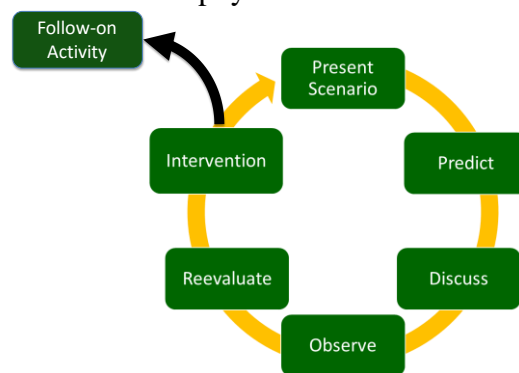 Follow-on
Activity
Present
Scenario
Predict
Discuss
Observe
Reevaluate
Intervention